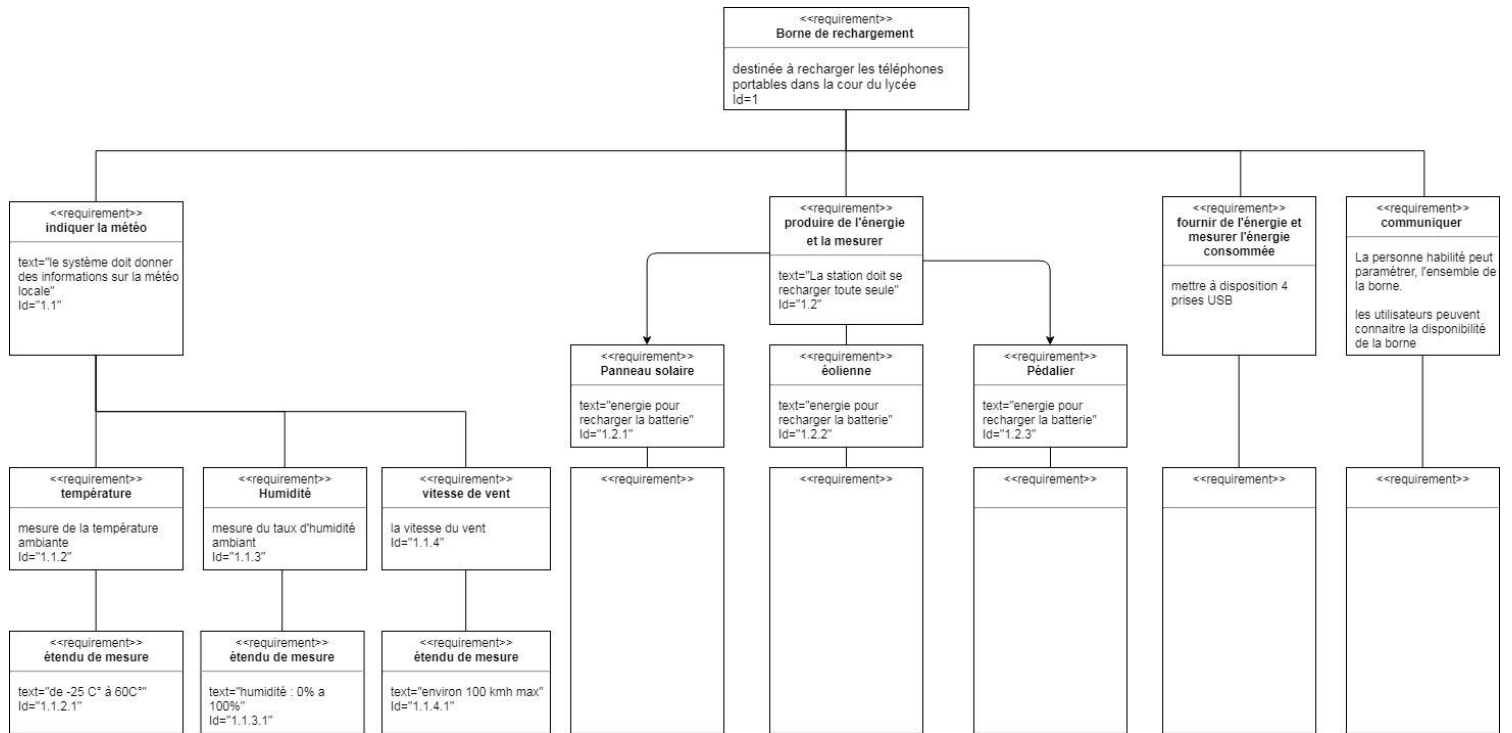 <<requirement>>
Borne de rechargement
destinée à recharger les téléphones
portables dans la cour du lycée
Id=1
<<requirement>>
indiquer la météo
text="le système doit donner
des informations sur la météo
locale"
Id="1.1"
<<requirement>>
produire de l'énergie
et la mesurer
text="La station doit se
recharger toute seule"
Id="1.2"
<<requirement>>
fournir de l'énergie et
mesurer l'énergie
consommée
mettre à disposition 4
prises USB
<<requirement>>
communiquer
La personne habilité peut
paramétrer, l'ensemble de
la borne.
les utilisateurs peuvent
connaitre la disponibilité
de la borne
<<requirement>>
Panneau solaire
text="energie pour
recharger la batterie"
Id="1.2.1"
<<requirement>>
éolienne
text="energie pour
recharger la batterie"
Id="1.2.2"
<<requirement>>
Pédalier
text="energie pour
recharger la batterie"
Id="1.2.3"
<<requirement>>
température
mesure de la température
ambiante
Id="1.1.2"
<<requirement>>
Humidité
mesure du taux d'humidité
ambiant
Id="1.1.3"
<<requirement>>
vitesse de vent
la vitesse du vent
Id="1.1.4"
<<requirement>>
<<requirement>>
<<requirement>>
<<requirement>>
<<requirement>>
<<requirement>>
étendu de mesure
text="de -25 C° à 60C°"
Id="1.1.2.1"
<<requirement>>
étendu de mesure
text="humidité : 0% a
100%"
Id="1.1.3.1"
<<requirement>>
étendu de mesure
text="environ 100 kmh max"
Id="1.1.4.1"